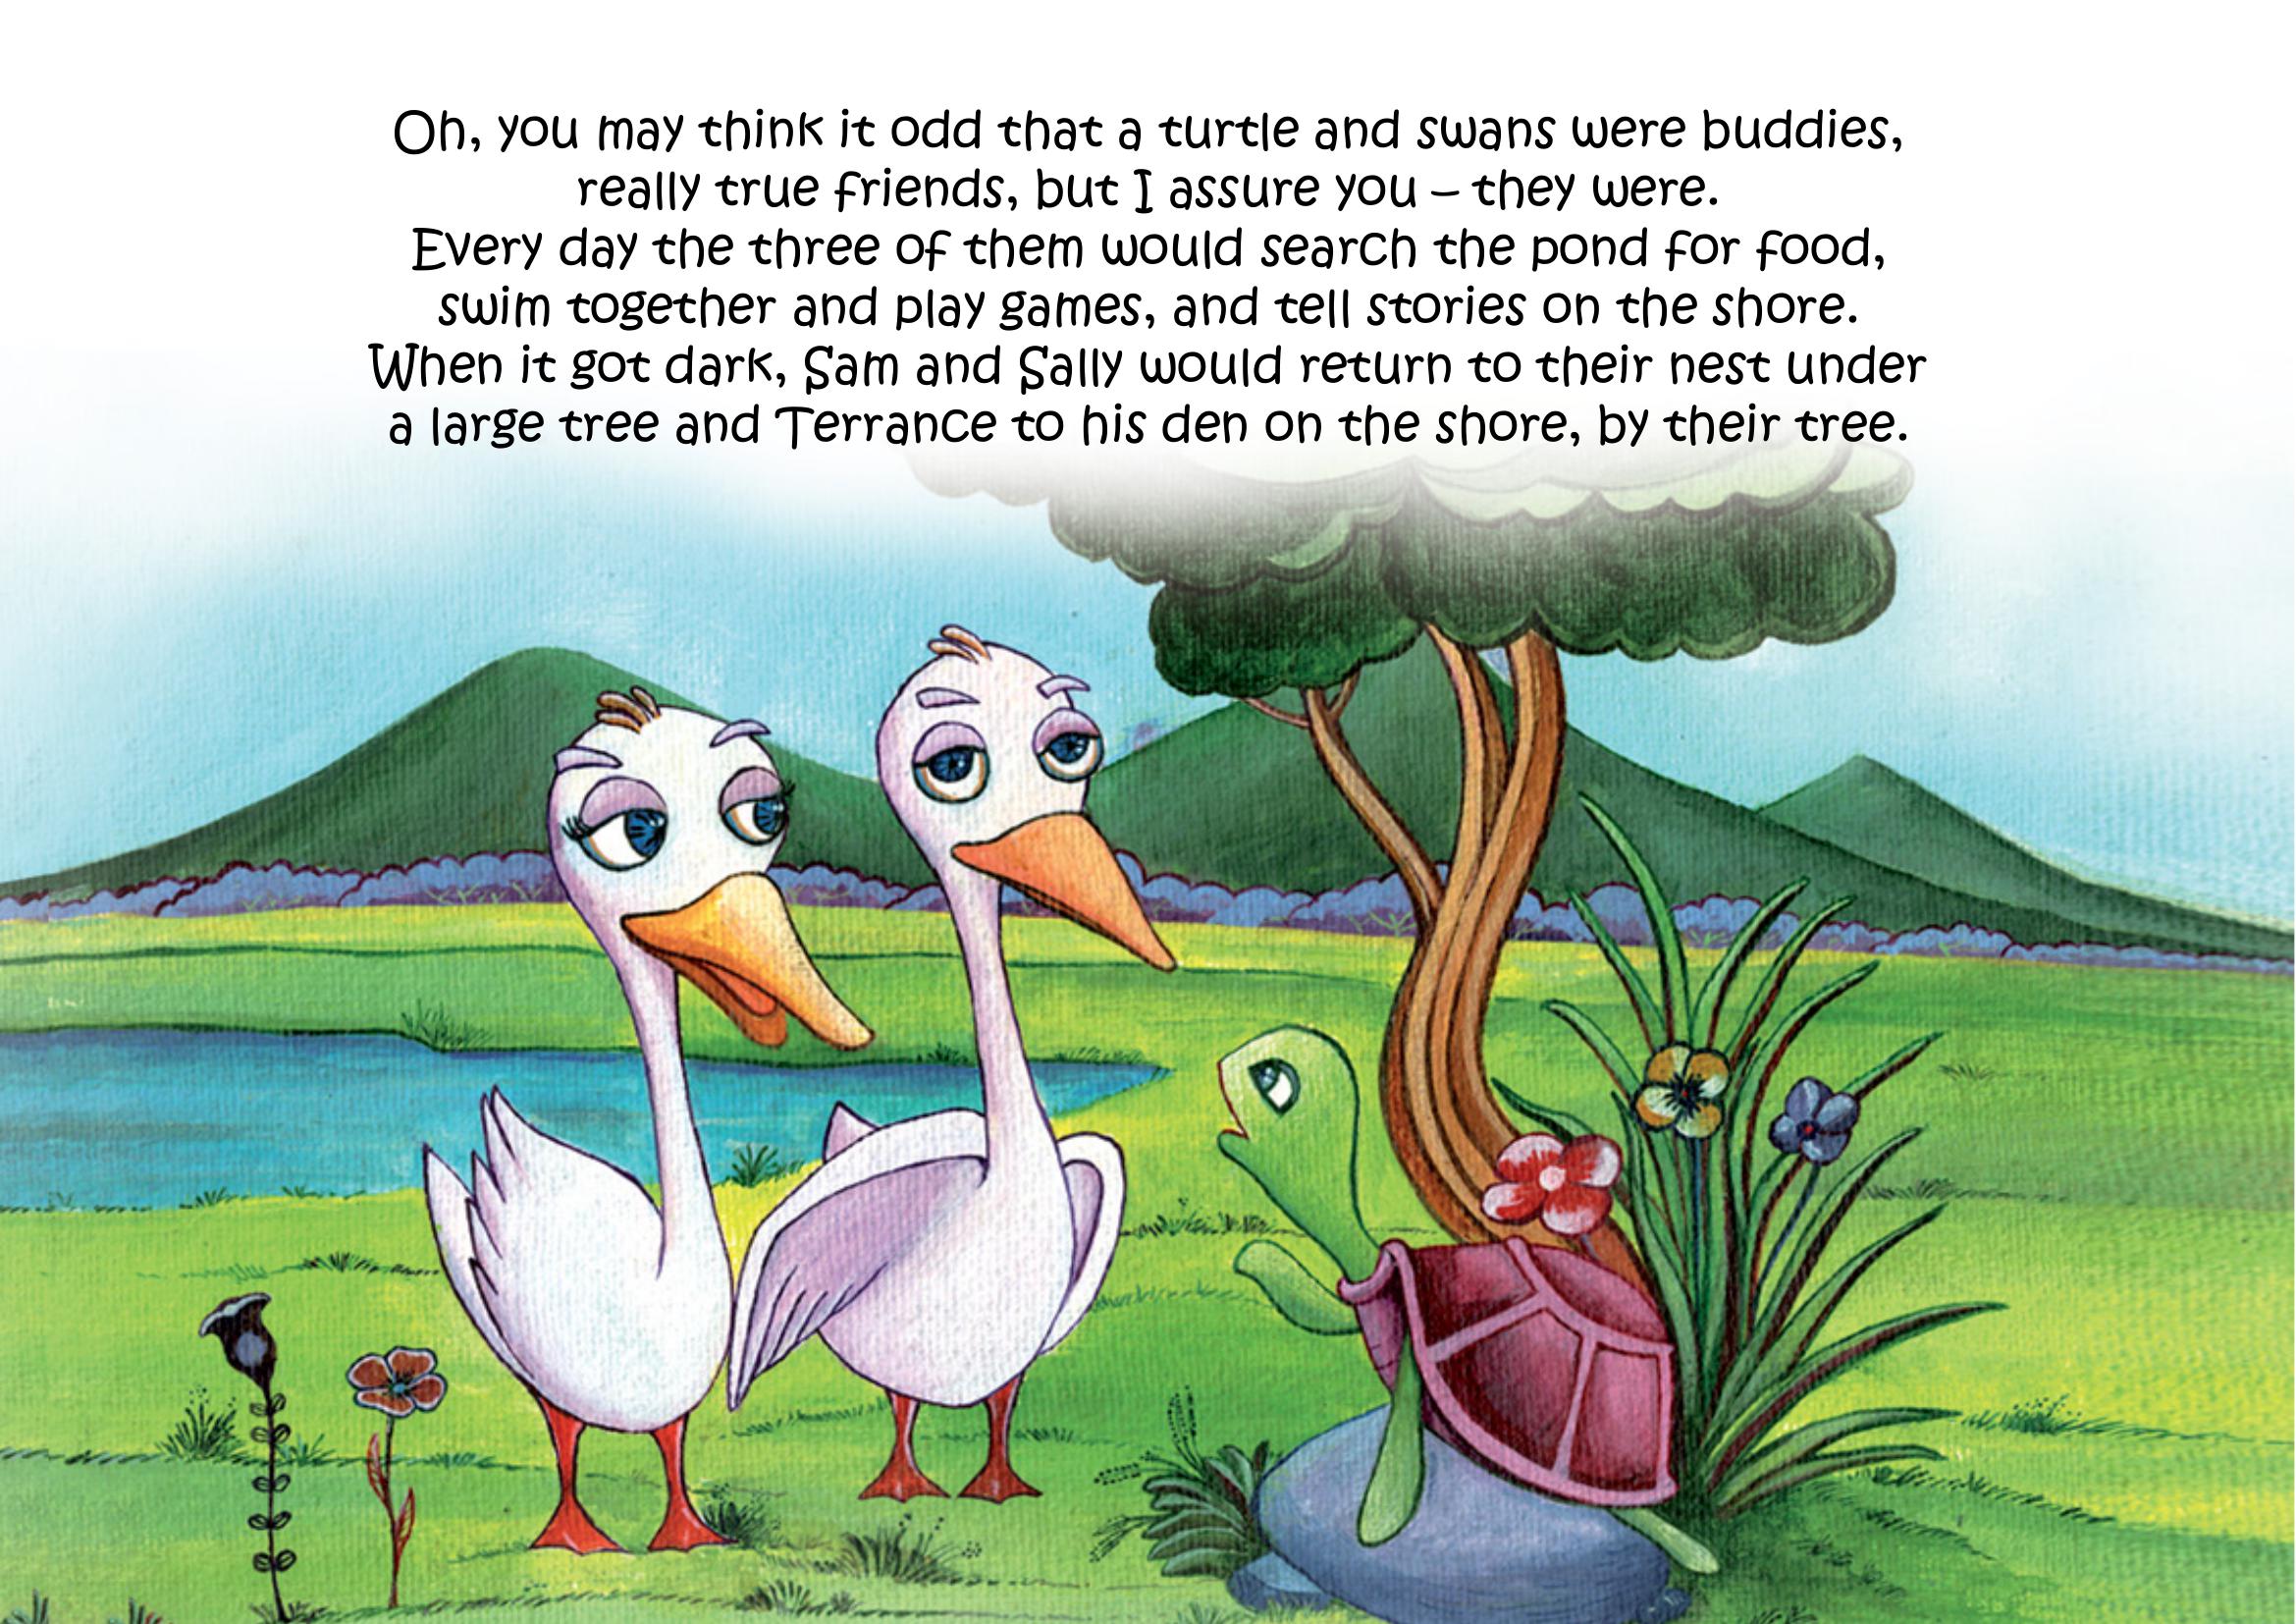 Oh, you may think it odd that a turtle and swans were buddies,
really true friends, but I assure you – they were.
Every day the three of them would search the pond for food,
swim together and play games, and tell stories on the shore.
When it got dark, Sam and Sally would return to their nest under
a large tree and Terrance to his den on the shore, by their tree.